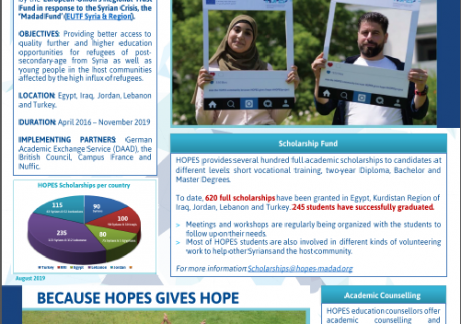 by the European Union's Regional Trust
Fund in response to the Syrian Crisis, the
'Madad Fund' (EUTF Syria & Region).
OBJECTIVES: Providing better access to
quality further and higher education
opportunities for refugees of post-
secondary-age from Syria as well as
young people in the host communities
affected by the high influx of refugees.
LOCATION: Egypt, Iraq, Jordan, Lebanon
and Turkey.
DURATION: April 2016 – November 2019
IMPLEMENTING PARTNERS: German
Academic Exchange Service (DAAD), the
British Council, Campus France and
Nuffic.
HOPES Scholarships per country
115
90
100
80
235
Turkey KRI Egypt Lebanon Jordan
August 2019
Scholarship Fund
HOPES provides several hundred full academic scholarships to candidates at
different levels: short vocational training, two-year Diploma, Bachelor and
Master Degrees.
To date, 620 full scholarships have been granted in Egypt, Kurdistan Region of
Iraq, Jordan, Lebanon and Turkey. 245 students have successfully graduated.
> Meetings and workshops are regularly being organized with the students to
follow up on their needs.
> Most of HOPES students are also involved in different kinds of volunteering
work to help other Syrians and the host community.
For more information: Scholarships@hopes-madad.org
BECAUSE HOPES GIVES HOPE
Academic Counselling
HOPES education counsellors offer
academic counselling and